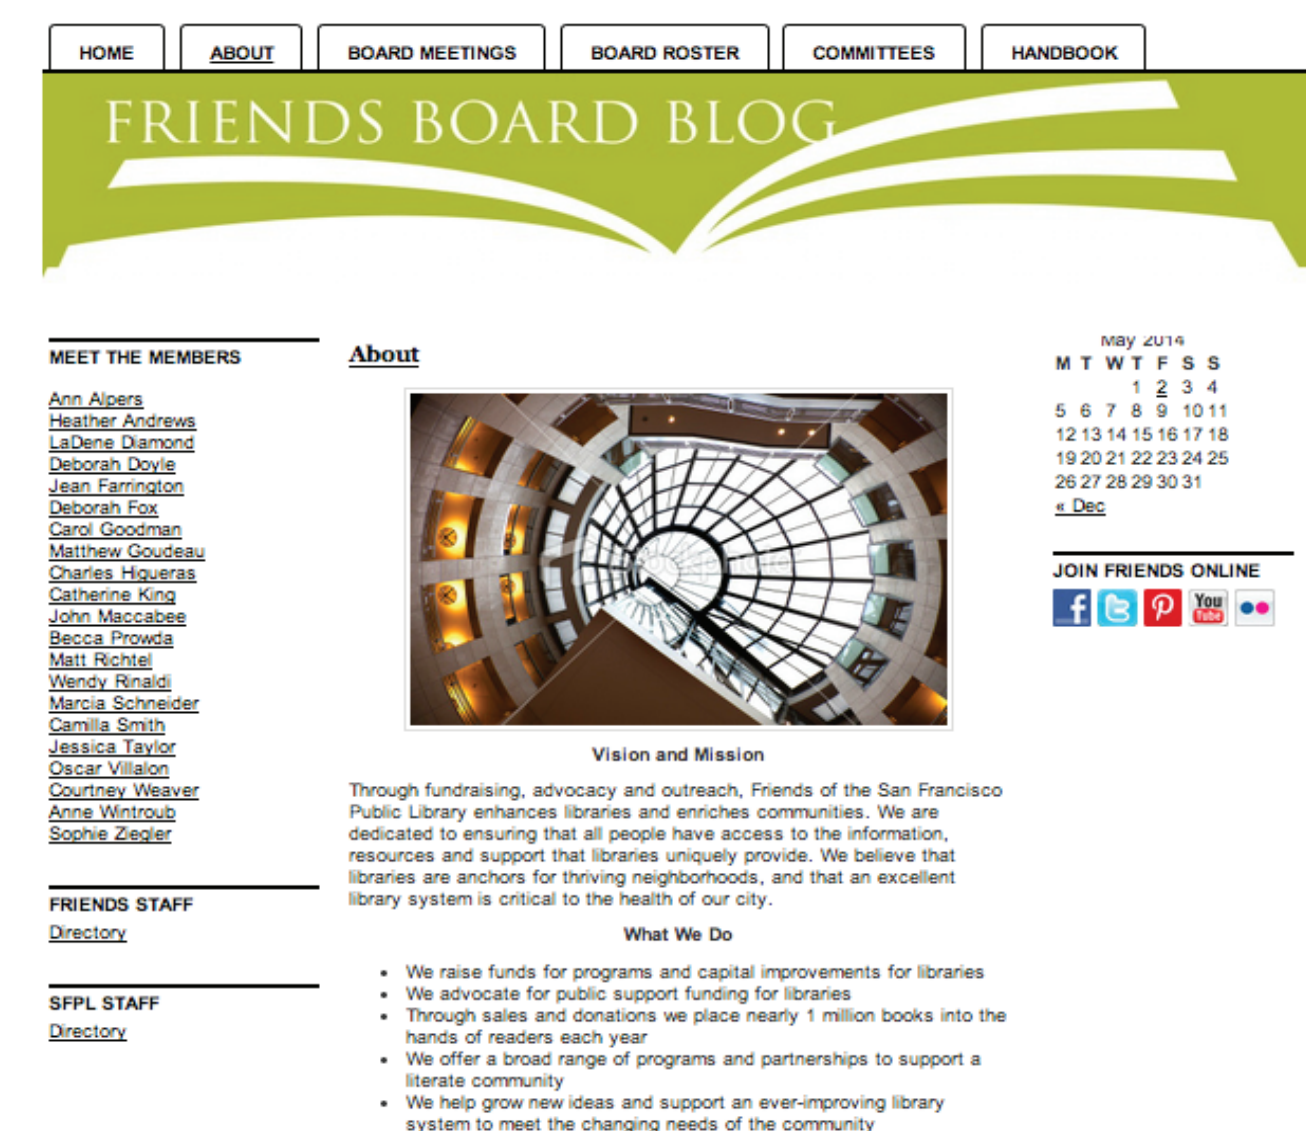 HOME
ABOUT
BOARD MEETINGS
BOARD ROSTER
COMMITTEES
HANDBOOK
FRIENDS BOARD BLOG
MEET THE MEMBERS
Ann Alpers
Heather Andrews
LaDene Diamond
Deborah Doyle
Jean Farrington
Deborah Fox
Carol Goodman
Matthew Goudeau
Charles Higueras
Catherine King
John Maccabee
Becca Prowda
Matt Richtel
Wendy Rinaldi
Marcia Schneider
Camilla Smith
Jessica Taylor
Oscar Villalon
Courtney Weaver
Anne Wintroub
Sophie Ziegler
FRIENDS STAFF
Directory
SFPL STAFF
Directory
About
Vision and Mission
Through fundraising, advocacy and outreach, Friends of the San Francisco
Public Library enhances libraries and enriches communities. We are
dedicated to ensuring that all people have access to the information,
resources and support that libraries uniquely provide. We believe that
libraries are anchors for thriving neighborhoods, and that an excellent
library system is critical to the health of our city.
What We Do
• We raise funds for programs and capital improvements for libraries
• We advocate for public support funding for libraries
• Through sales and donations we place nearly 1 million books into the
hands of readers each year
• We offer a broad range of programs and partnerships to support a
literate community
• We help grow new ideas and support an ever-improving library
system to meet the changing needs of the community
May 2014
M T W T F S S
1 2 3 4
5 6 7 8 9 10 11
12 13 14 15 16 17 18
19 20 21 22 23 24 25
26 27 28 29 30 31
« Dec
JOIN FRIENDS ONLINE
You
Tube